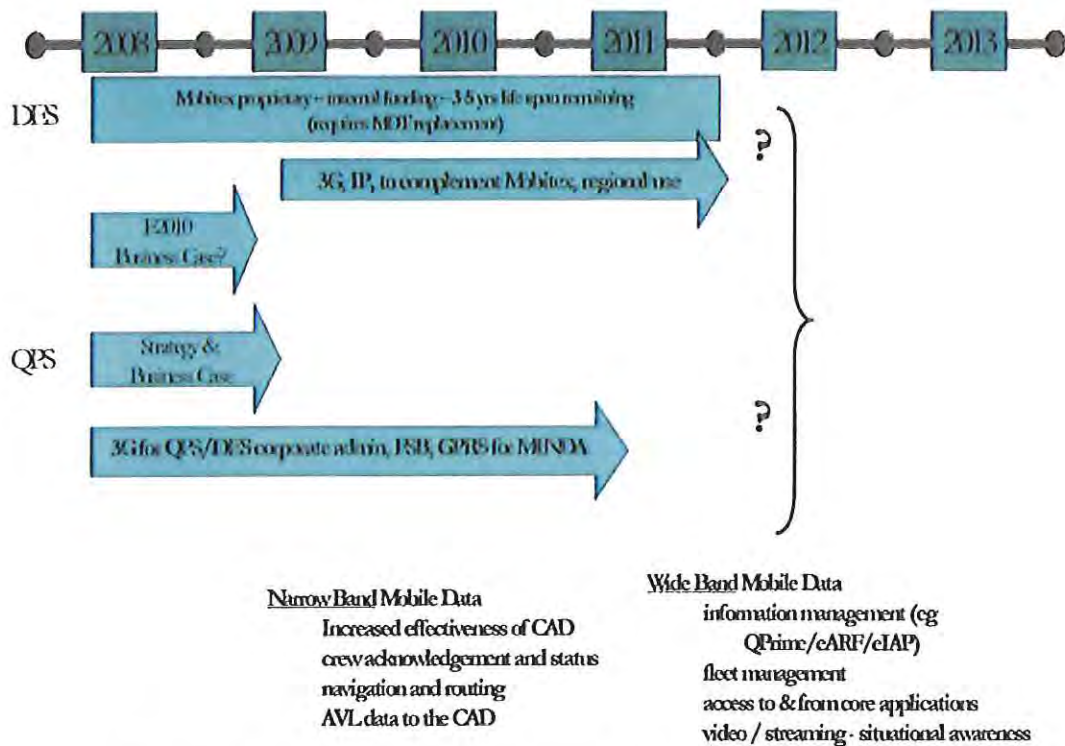 2008 2009 2010 2011 2012 2013
DES
Mobitex proprietary - internal funding - 3-5 yrs life span remaining
(requires MDT replacement)
?
3G, IP, to complement Mobitex, regional use
E2010
Business Case?
QPS
Strategy &
Business Case
?
3G for QPS/DES corporate admin, PSB, GPRS for MINDA
Narrow Band Mobile Data
Increased effectiveness of CAD
crew acknowledgement and status
navigation and routing
AVL data to the CAD
Wide Band Mobile Data
information management (eg
QPrime/eARF/eIAP)
fleet management
access to & from core applications
video / streaming - situational awareness